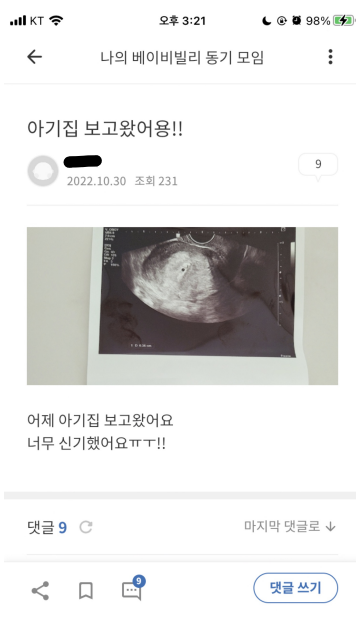 KT 오후 3:21 98%
나의 베이비빌리 동기 모임
아기집 보고왔어용!!
9
2022.10.30 조회 231
어제 아기집 보고왔어요
너무 신기했어요ㅠㅜ!!
댓글 9 마지막 댓글로
9 댓글 쓰기